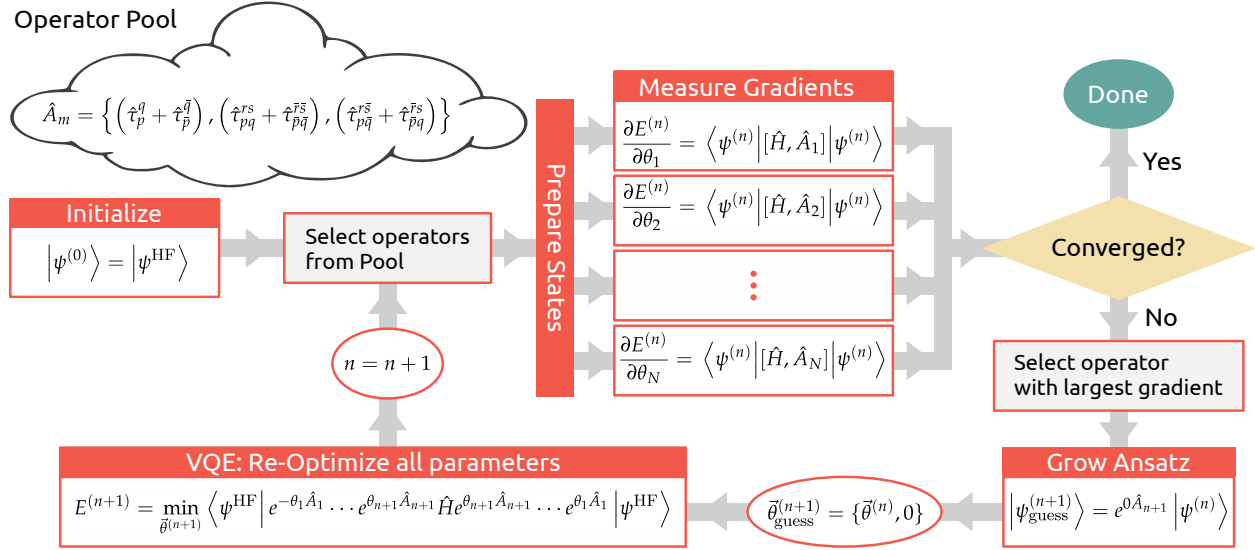 Operator Pool
Â_m = { ( τ̂_p^q + τ̂_p̄^q̄ ) , ( τ̂_pq^rs + τ̂_p̄q̄^r̄s̄ ) , ( τ̂_pq̄^rs̄ + τ̂_p̄q^r̄s ) }
Initialize
|ψ^(0)⟩ = |ψ^HF⟩
Select operators
from Pool
Prepare States
Measure Gradients
∂E^(n)/∂θ_1 = ⟨ψ^(n)|[Ĥ, Â_1]|ψ^(n)⟩
∂E^(n)/∂θ_2 = ⟨ψ^(n)|[Ĥ, Â_2]|ψ^(n)⟩
⋮
∂E^(n)/∂θ_N = ⟨ψ^(n)|[Ĥ, Â_N]|ψ^(n)⟩
Done
Yes
Converged?
No
Select operator
with largest gradient
Grow Ansatz
|ψ_guess^(n+1)⟩ = e^{0Â_{n+1}} |ψ^(n)⟩
θ⃗_guess^(n+1) = {θ⃗^(n), 0}
VQE: Re-Optimize all parameters
E^(n+1) = min_{θ⃗^(n+1)} ⟨ψ^HF| e^{-θ_1Â_1} ⋯ e^{θ_{n+1}Â_{n+1}} Ĥ e^{θ_{n+1}Â_{n+1}} ⋯ e^{θ_1Â_1} |ψ^HF⟩
n = n + 1